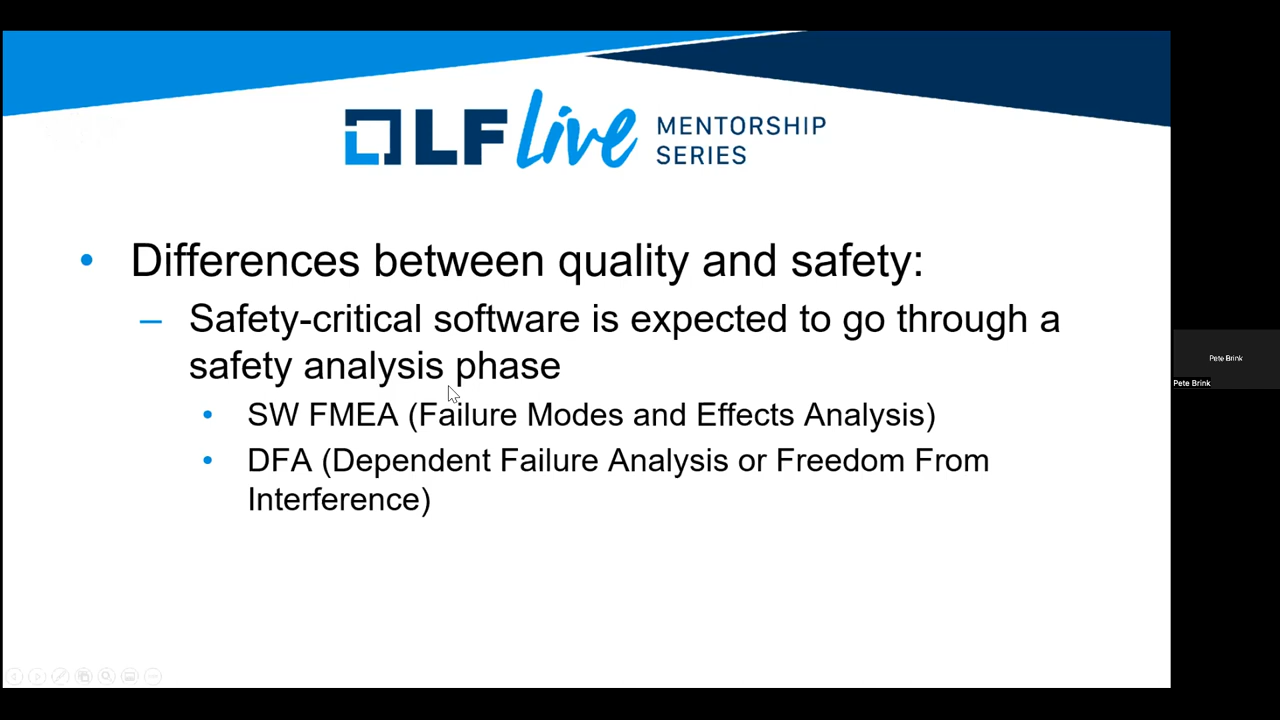 LF live MENTORSHIP
SERIES
• Differences between quality and safety:
– Safety-critical software is expected to go through a
safety analysis phase
• SW FMEA (Failure Modes and Effects Analysis)
• DFA (Dependent Failure Analysis or Freedom From
Interference)
Pete Brink
Pete Brink